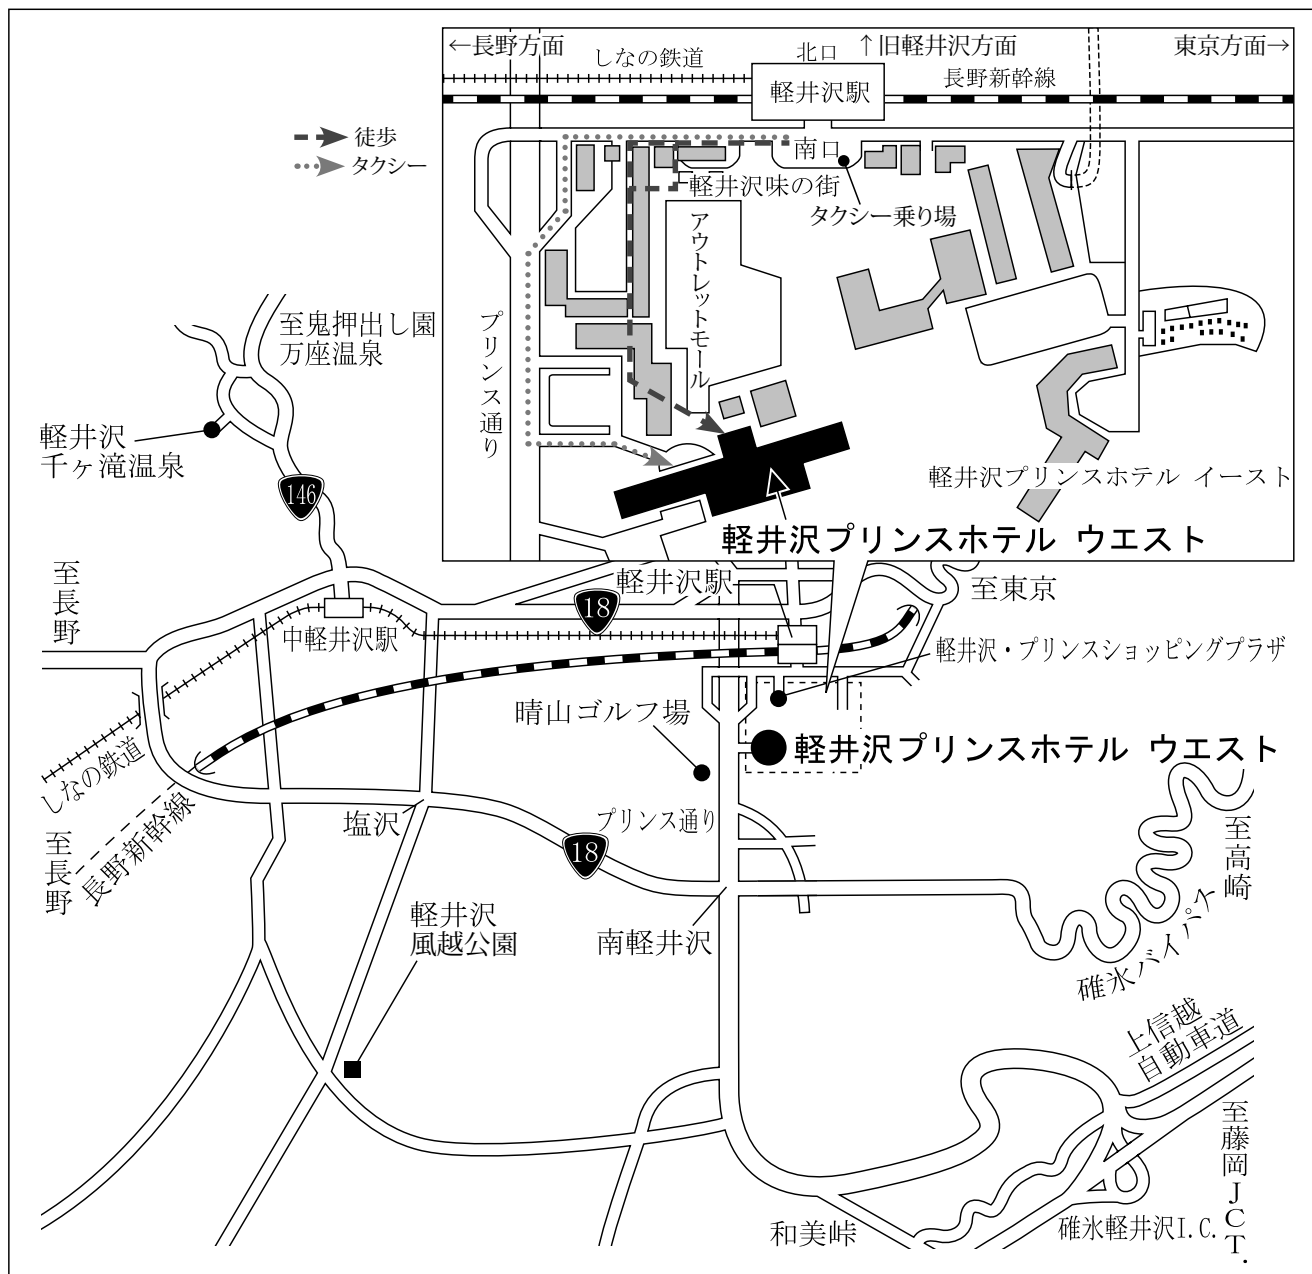 ←長野方面
↑旧軽井沢方面
東京方面→
しなの鉄道
北口
軽井沢駅
長野新幹線
徒歩
タクシー
南口
軽井沢味の街
タクシー乗り場
アウトレットモール
プリンス通り
軽井沢プリンスホテル イースト
軽井沢プリンスホテル ウエスト
至鬼押出し園
万座温泉
軽井沢
千ヶ滝温泉
146
至長野
中軽井沢駅
軽井沢駅
18
至東京
軽井沢・プリンスショッピングプラザ
晴山ゴルフ場
軽井沢プリンスホテル ウエスト
しなの鉄道
至長野
長野新幹線
塩沢
プリンス通り
18
至高崎
軽井沢
風越公園
南軽井沢
碓氷バイパス
上信越
自動車道
至藤岡JCT.
和美峠
碓氷軽井沢I.C.